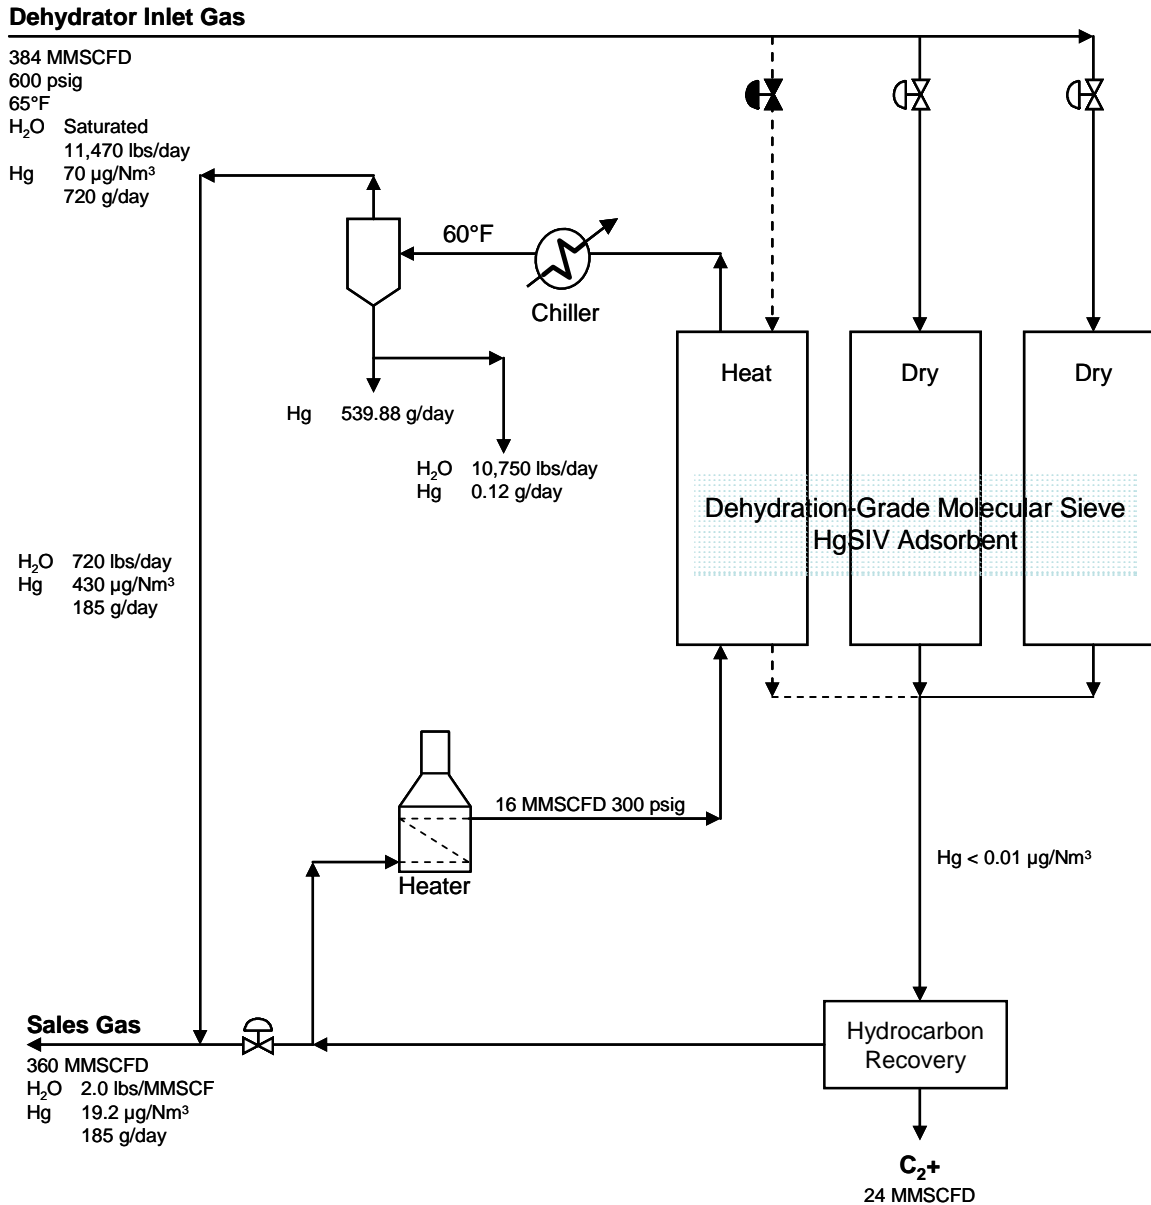 Dehydrator Inlet Gas
384 MMSCFD
600 psig
65°F
H₂O Saturated
11,470 lbs/day
Hg 70 µg/Nm³
720 g/day
60°F
Chiller
Heat
Dry
Dry
Hg 539.88 g/day
H₂O 10,750 lbs/day
Hg 0.12 g/day
Dehydration-Grade Molecular Sieve
HgSIV Adsorbent
H₂O 720 lbs/day
Hg 430 µg/Nm³
185 g/day
16 MMSCFD 300 psig
Heater
Hg < 0.01 µg/Nm³
Sales Gas
360 MMSCFD
H₂O 2.0 lbs/MMSCF
Hg 19.2 µg/Nm³
185 g/day
Hydrocarbon
Recovery
C₂+
24 MMSCFD